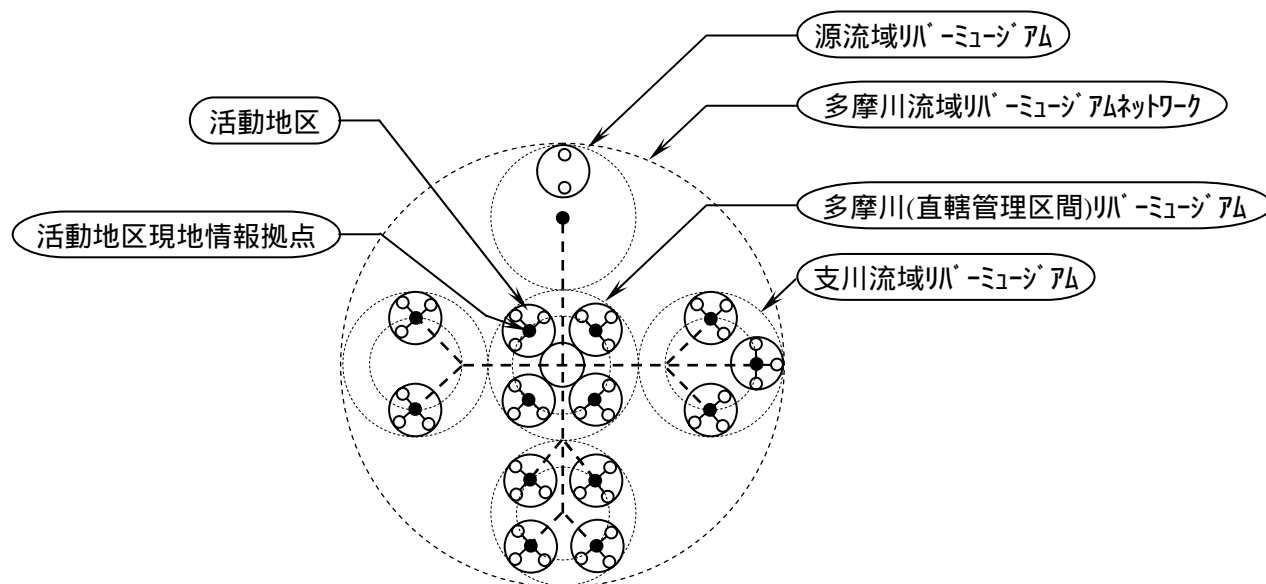 源流域ﾘﾊﾞｰﾐｭｰｼﾞｱﾑ
多摩川流域ﾘﾊﾞｰﾐｭｰｼﾞｱﾑﾈｯﾄﾜｰｸ
活動地区
多摩川(直轄管理区間)ﾘﾊﾞｰﾐｭｰｼﾞｱﾑ
活動地区現地情報拠点
支川流域ﾘﾊﾞｰﾐｭｰｼﾞｱﾑ